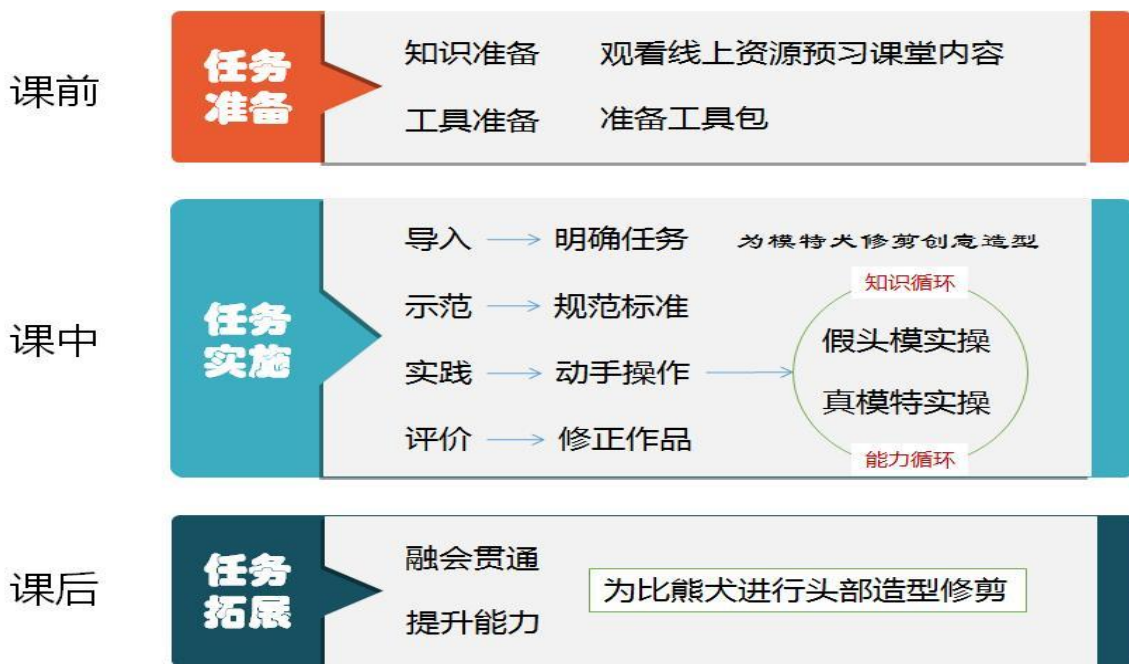 课前
任务
准备
知识准备 观看线上资源预习课堂内容
工具准备 准备工具包
课中
任务
实施
导入 明确任务 为模特犬修剪创意造型
知识循环
示范 规范标准
假头模实操
实践 动手操作
真模特实操
评价 修正作品
能力循环
课后
任务
拓展
融会贯通
为比熊犬进行头部造型修剪
提升能力